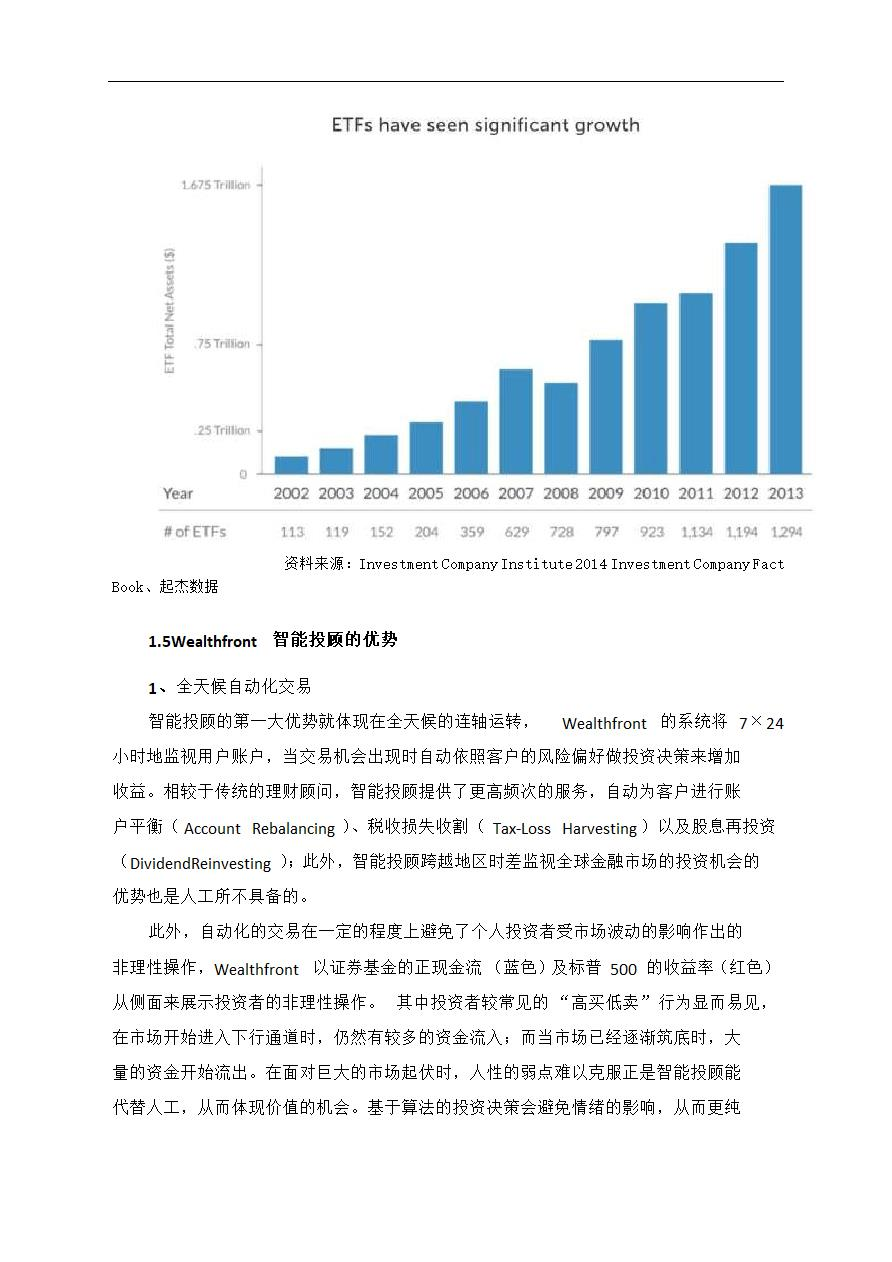 ETFs have seen significant growth
1.675 Trillion
ETF Total Net Assets ($)
.75 Trillion
.25 Trillion
0
Year 2002 2003 2004 2005 2006 2007 2008 2009 2010 2011 2012 2013
# of ETFs 113 119 152 204 359 629 728 797 923 1,134 1,194 1,294
资料来源：Investment Company Institute 2014 Investment Company Fact
Book、起杰数据
1.5Wealthfront 智能投顾的优势
1、全天候自动化交易
智能投顾的第一大优势就体现在全天候的连轴运转， Wealthfront 的系统将 7×24
小时地监视用户账户，当交易机会出现时自动依照客户的风险偏好做投资决策来增加
收益。相较于传统的理财顾问，智能投顾提供了更高频次的服务，自动为客户进行账
户平衡（ Account Rebalancing ）、税收损失收割（ Tax-Loss Harvesting ）以及股息再投资
（DividendReinvesting ）；此外，智能投顾跨越地区时差监视全球金融市场的投资机会的
优势也是人工所不具备的。
此外，自动化的交易在一定的程度上避免了个人投资者受市场波动的影响作出的
非理性操作，Wealthfront 以证券基金的正现金流 （蓝色）及标普 500 的收益率（红色）
从侧面来展示投资者的非理性操作。 其中投资者较常见的 “高买低卖” 行为显而易见，
在市场开始进入下行通道时，仍然有较多的资金流入；而当市场已经逐渐筑底时，大
量的资金开始流出。在面对巨大的市场起伏时，人性的弱点难以克服正是智能投顾能
代替人工，从而体现价值的机会。基于算法的投资决策会避免情绪的影响，从而更纯